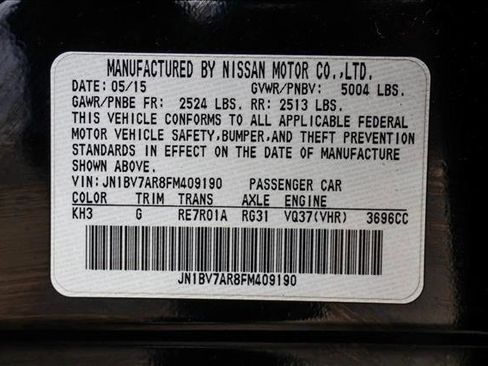 MANUFACTURED BY NISSAN MOTOR CO.,LTD.
DATE: 05/15 GVWR/PNBV: 5004 LBS.
GAWR/PNBE FR: 2524 LBS. RR: 2513 LBS.
THIS VEHICLE CONFORMS TO ALL APPLICABLE FEDERAL
MOTOR VEHICLE SAFETY,BUMPER,AND THEFT PREVENTION
STANDARDS IN EFFECT ON THE DATE OF MANUFACTURE
SHOWN ABOVE.
VIN: JN1BV7AR8FM409190 PASSENGER CAR
COLOR TRIM TRANS AXLE ENGINE
KH3 G RE7R01A RG31 VQ37(VHR) 3696CC
JN1BV7AR8FM409190